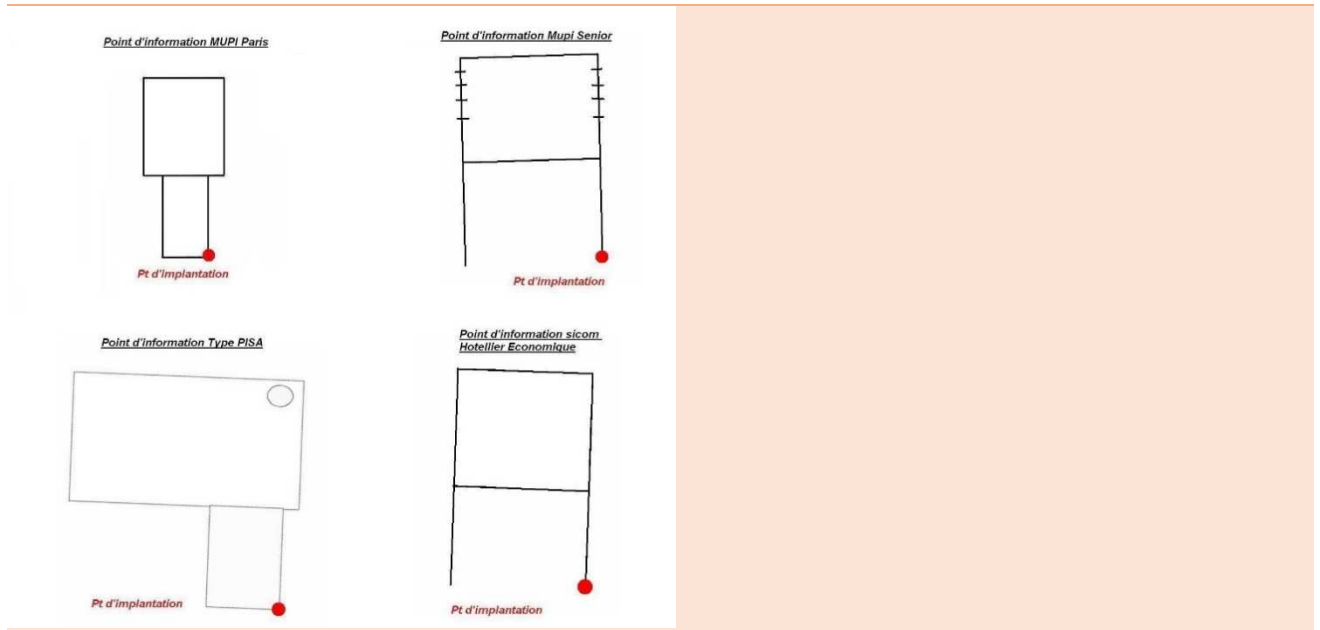 Point d'information MUPI Paris
Point d'information Mupi Senior
Pt d'implantation
Pt d'implantation
Point d'information Type PISA
Point d'information sicom
Hotellier Economique
Pt d'implantation
Pt d'implantation